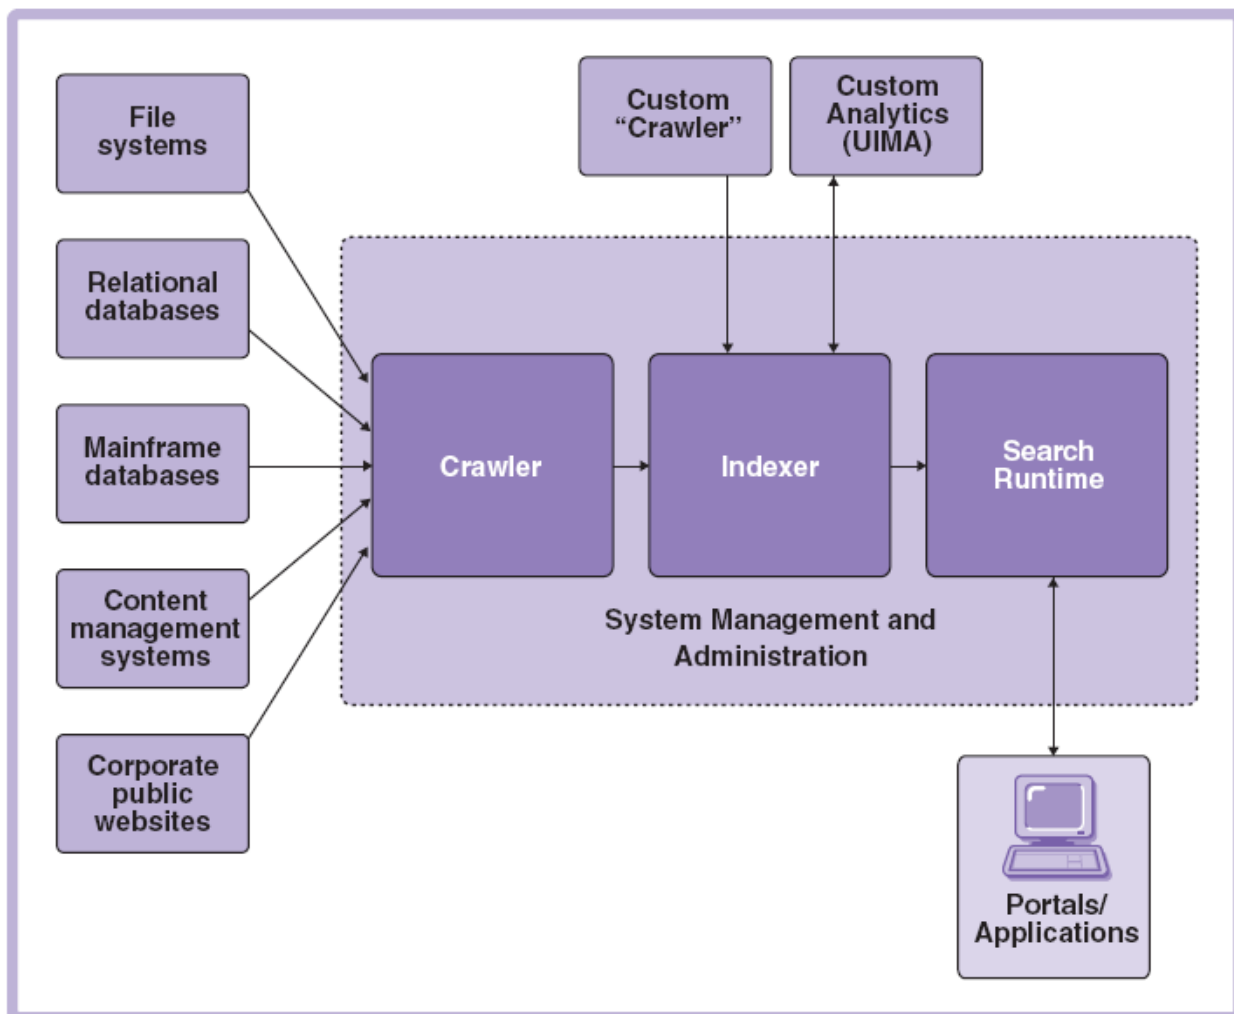 File
systems
Relational
databases
Mainframe
databases
Content
management
systems
Corporate
public
websites
Custom
“Crawler”
Custom
Analytics
(UIMA)
Crawler
Indexer
Search
Runtime
System Management and
Administration
Portals/
Applications